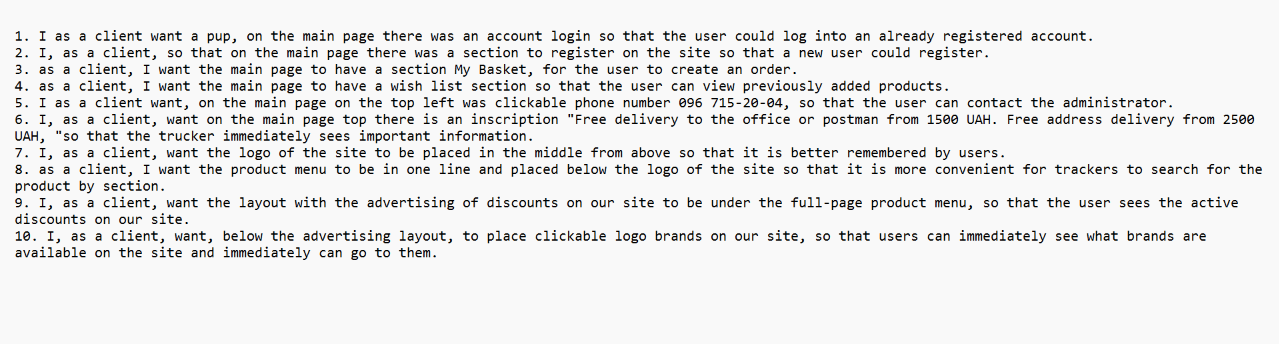 1. I as a client want a pup, on the main page there was an account login so that the user could log into an already registered account.
2. I, as a client, so that on the main page there was a section to register on the site so that a new user could register.
3. as a client, I want the main page to have a section My Basket, for the user to create an order.
4. as a client, I want the main page to have a wish list section so that the user can view previously added products.
5. I as a client want, on the main page on the top left was clickable phone number 096 715-20-04, so that the user can contact the administrator.
6. I, as a client, want on the main page top there is an inscription "Free delivery to the office or postman from 1500 UAH. Free address delivery from 2500
UAH, "so that the trucker immediately sees important information.
7. I, as a client, want the logo of the site to be placed in the middle from above so that it is better remembered by users.
8. as a client, I want the product menu to be in one line and placed below the logo of the site so that it is more convenient for trackers to search for the
product by section.
9. I, as a client, want the layout with the advertising of discounts on our site to be under the full-page product menu, so that the user sees the active
discounts on our site.
10. I, as a client, want, below the advertising layout, to place clickable logo brands on our site, so that users can immediately see what brands are
available on the site and immediately can go to them.